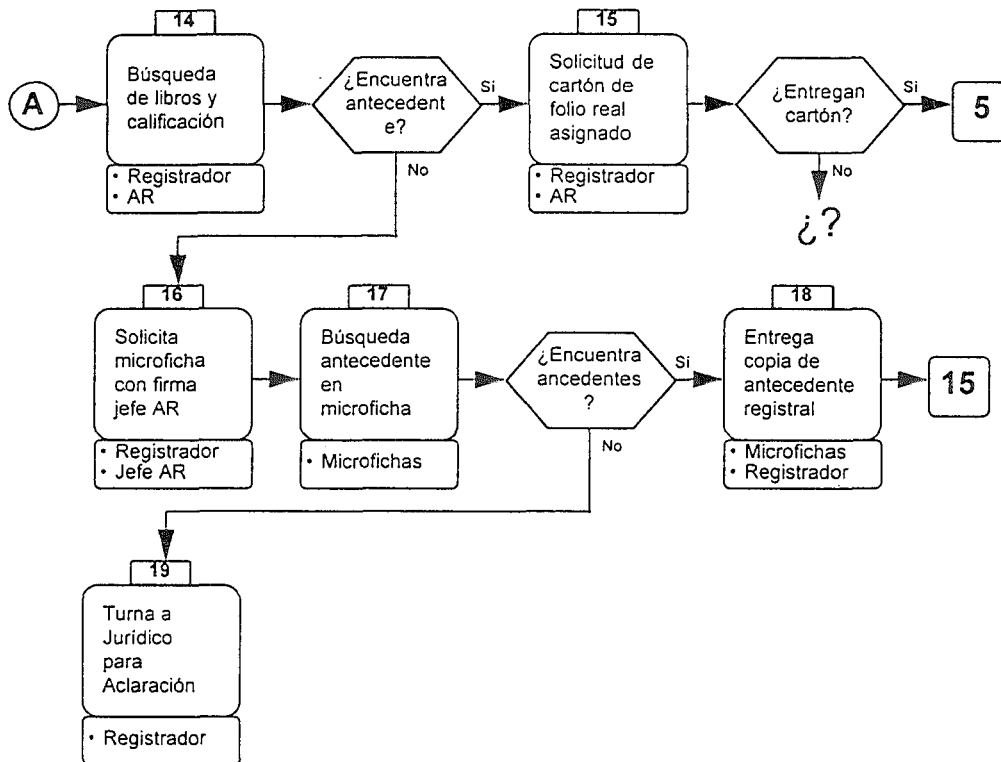 14
Búsqueda
de libros y
calificación
• Registrador
• AR
A
¿Encuentra
antecedent
e?
Si
No
15
Solicitud de
cartón de
folio real
asignado
• Registrador
• AR
¿Entregan
cartón?
Si
No
¿?
5
16
Solicita
microficha
con firma
jefe AR
• Registrador
• Jefe AR
17
Búsqueda
antecedente
en
microficha
• Microfichas
¿Encuentra
ancedentes
?
Si
No
18
Entrega
copia de
antecedente
registral
• Microfichas
• Registrador
15
19
Turna a
Jurídico
para
Aclaración
• Registrador